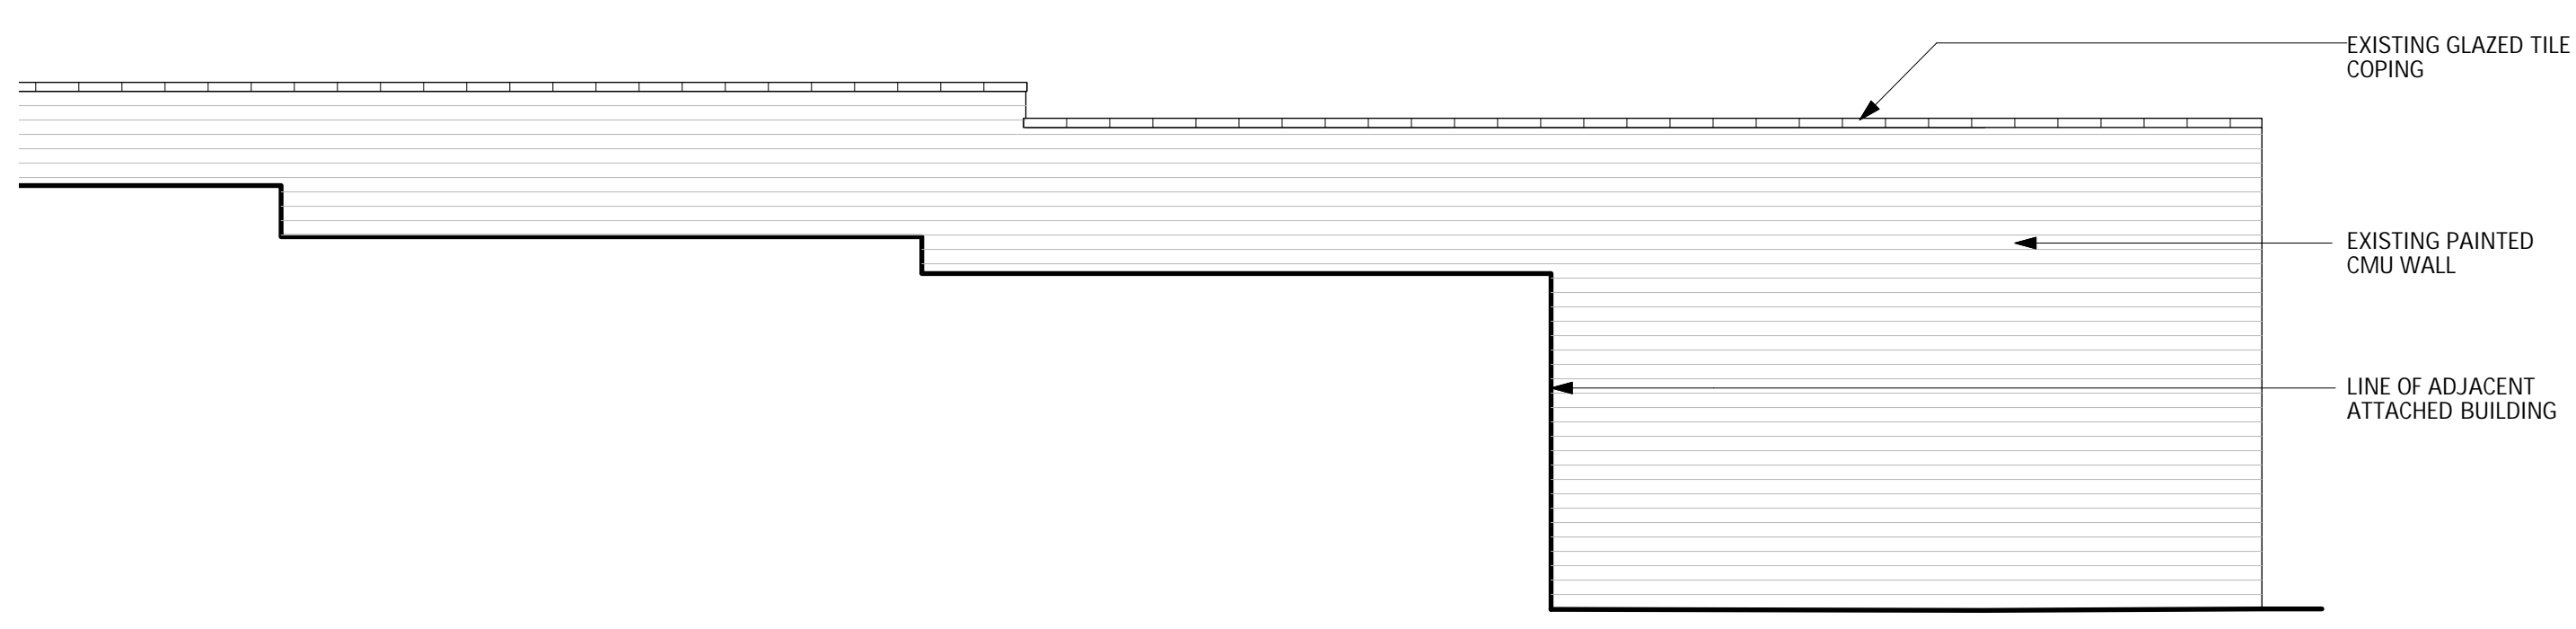 EXISTING GLAZED TILE
COPING
EXISTING PAINTED
CMU WALL
LINE OF ADJACENT
ATTACHED BUILDING